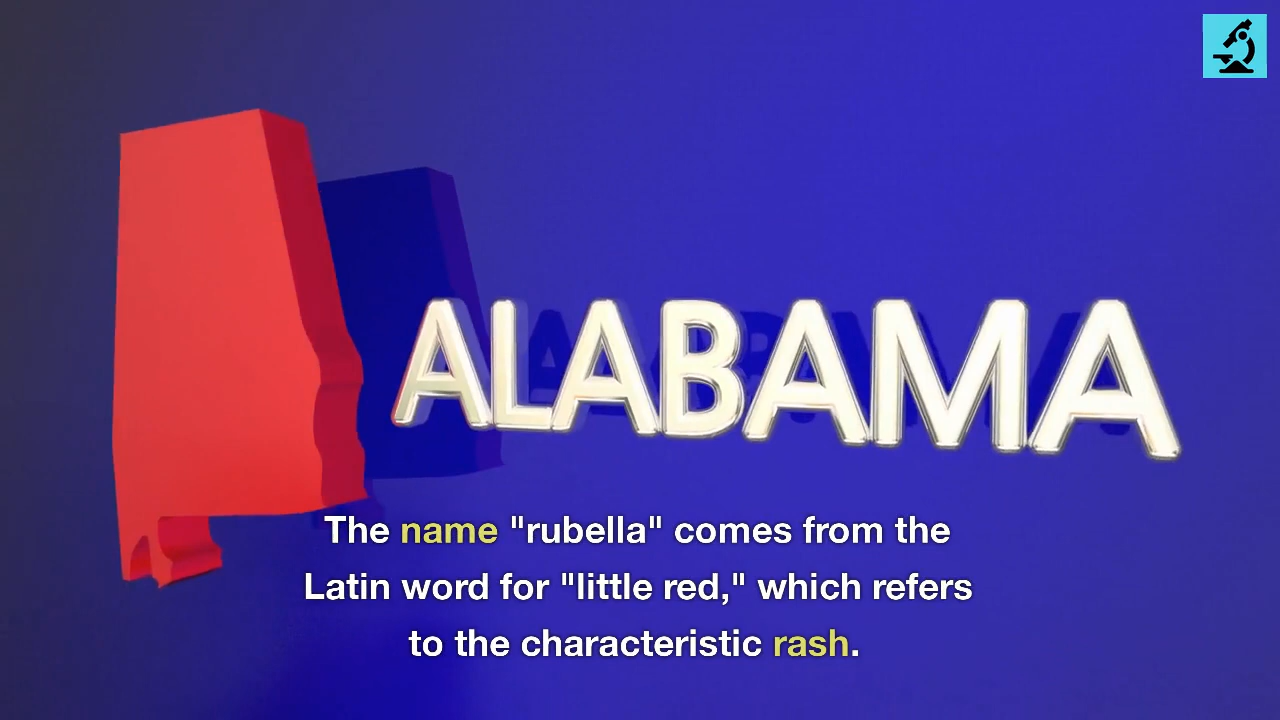 ALABAMA
The name "rubella" comes from the
Latin word for "little red," which refers
to the characteristic rash.